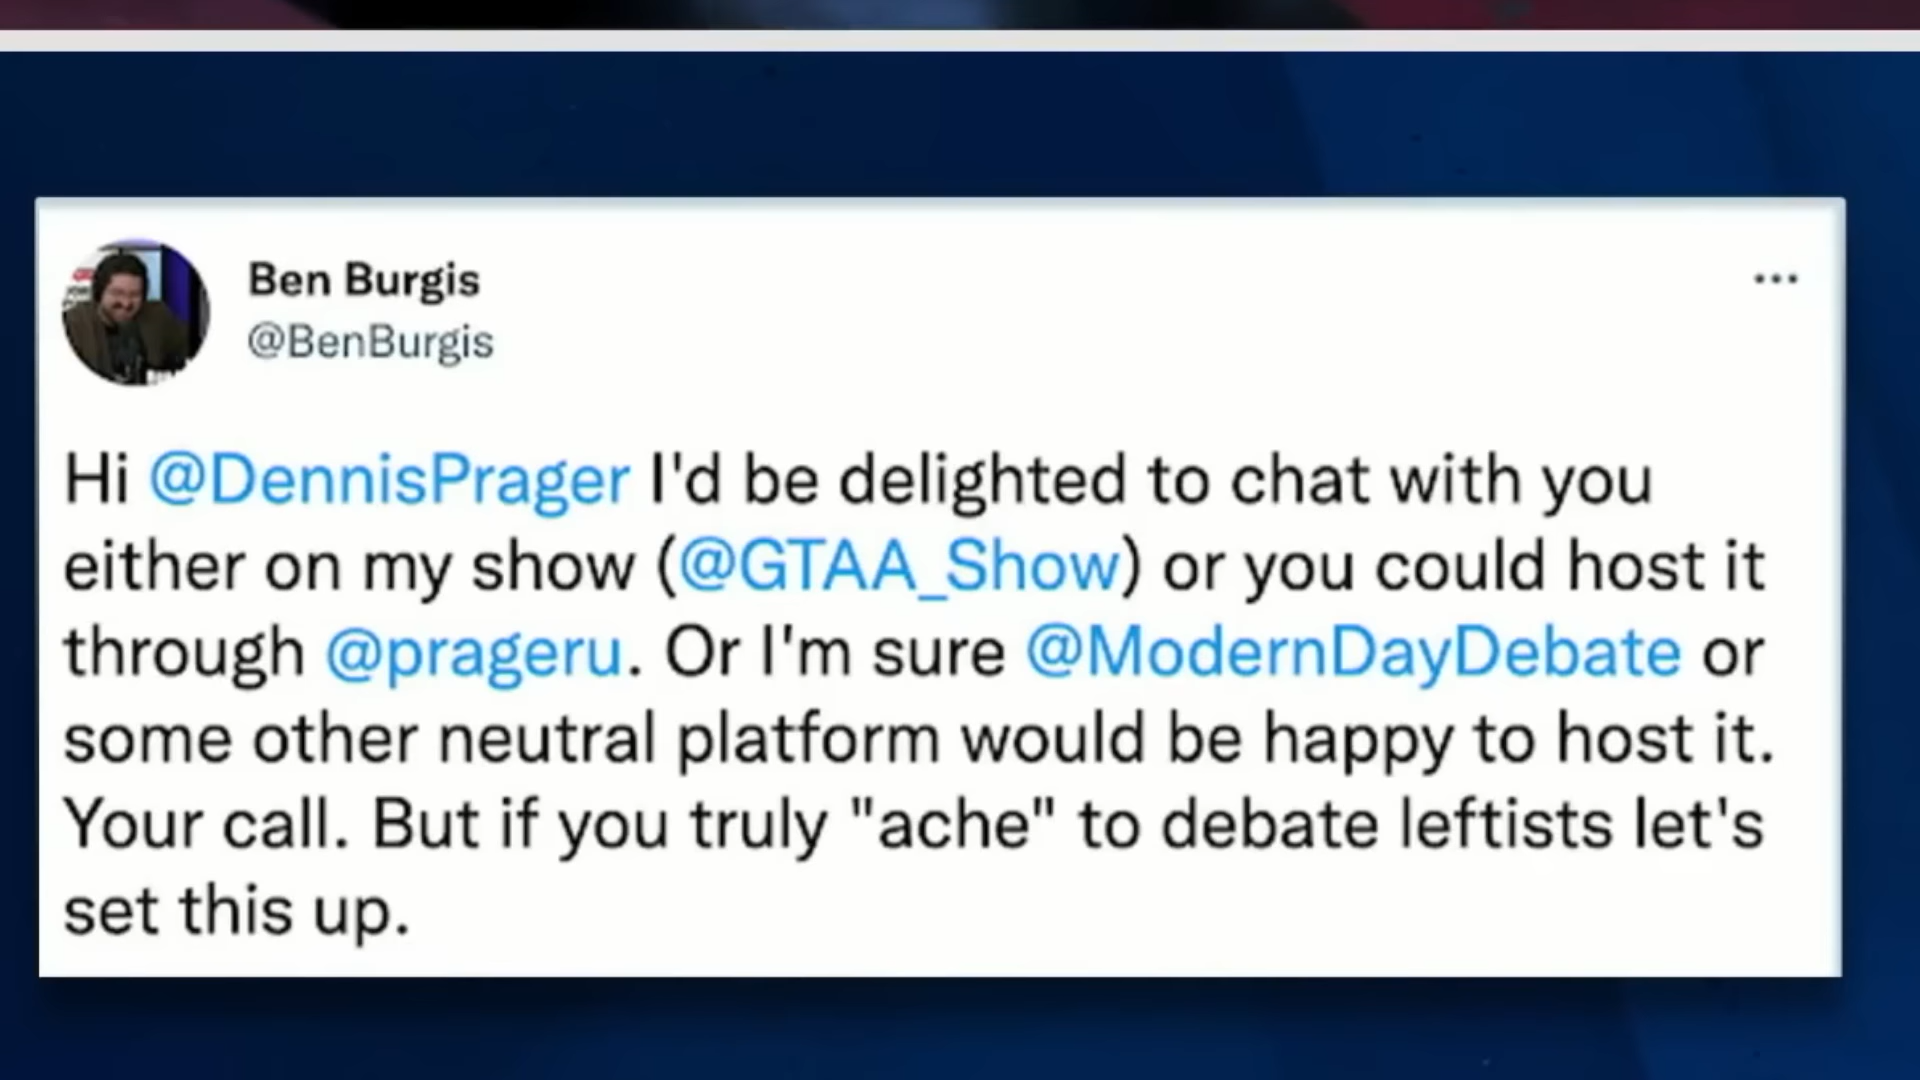 Ben Burgis
@BenBurgis
Hi @DennisPrager I'd be delighted to chat with you
either on my show (@GTAA_Show) or you could host it
through @prageru. Or I'm sure @ModernDayDebate or
some other neutral platform would be happy to host it.
Your call. But if you truly "ache" to debate leftists let's
set this up.